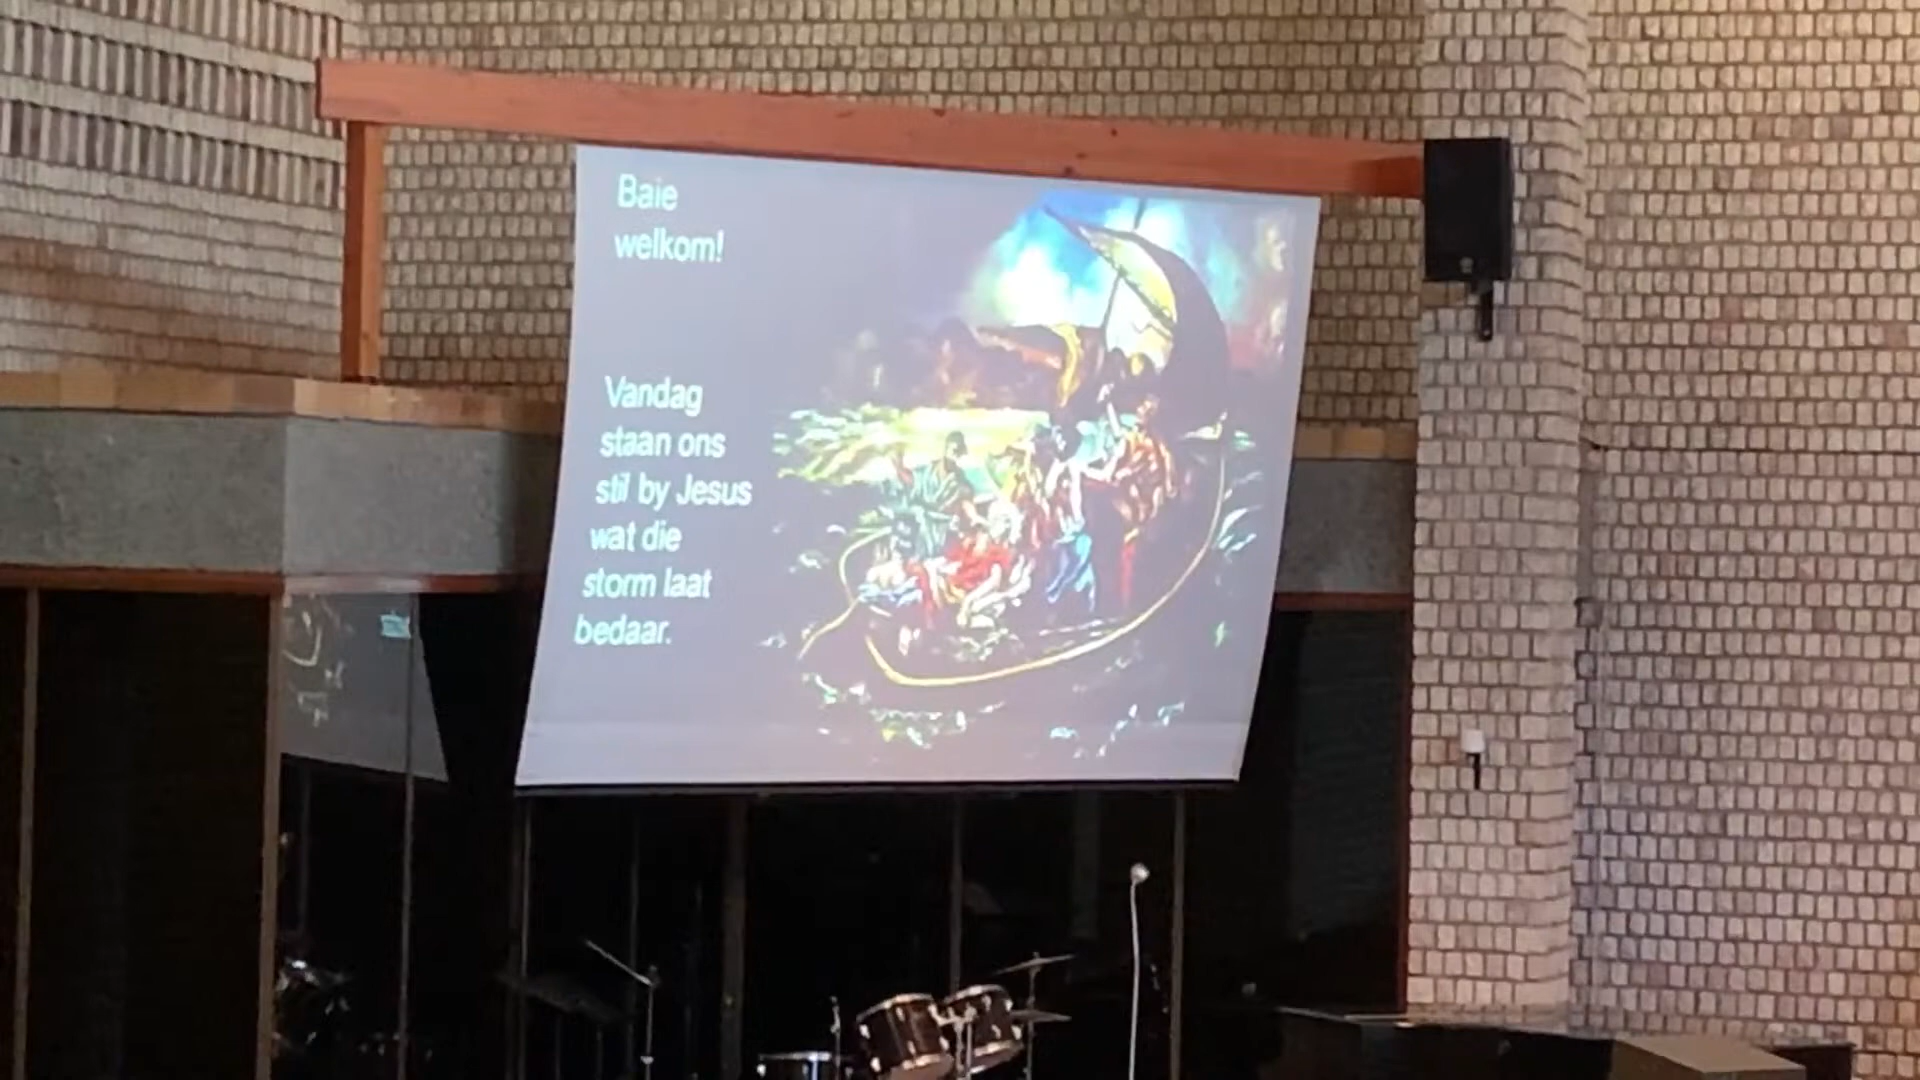 Baie
welkom!
Vandag
staan ons
stil by Jesus
wat die
storm laat
bedaar.